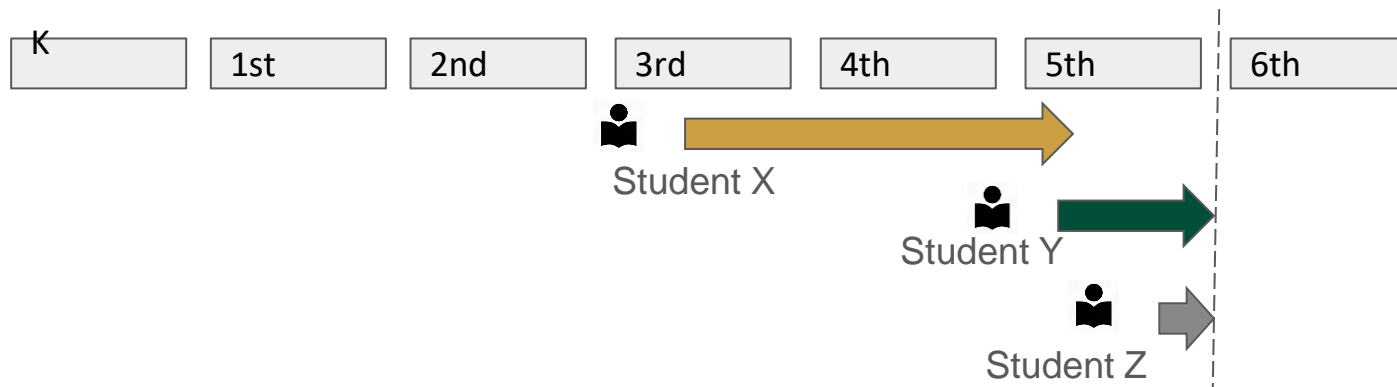 K
1st
2nd
3rd
4th
5th
6th
Student X
Student Y
Student Z